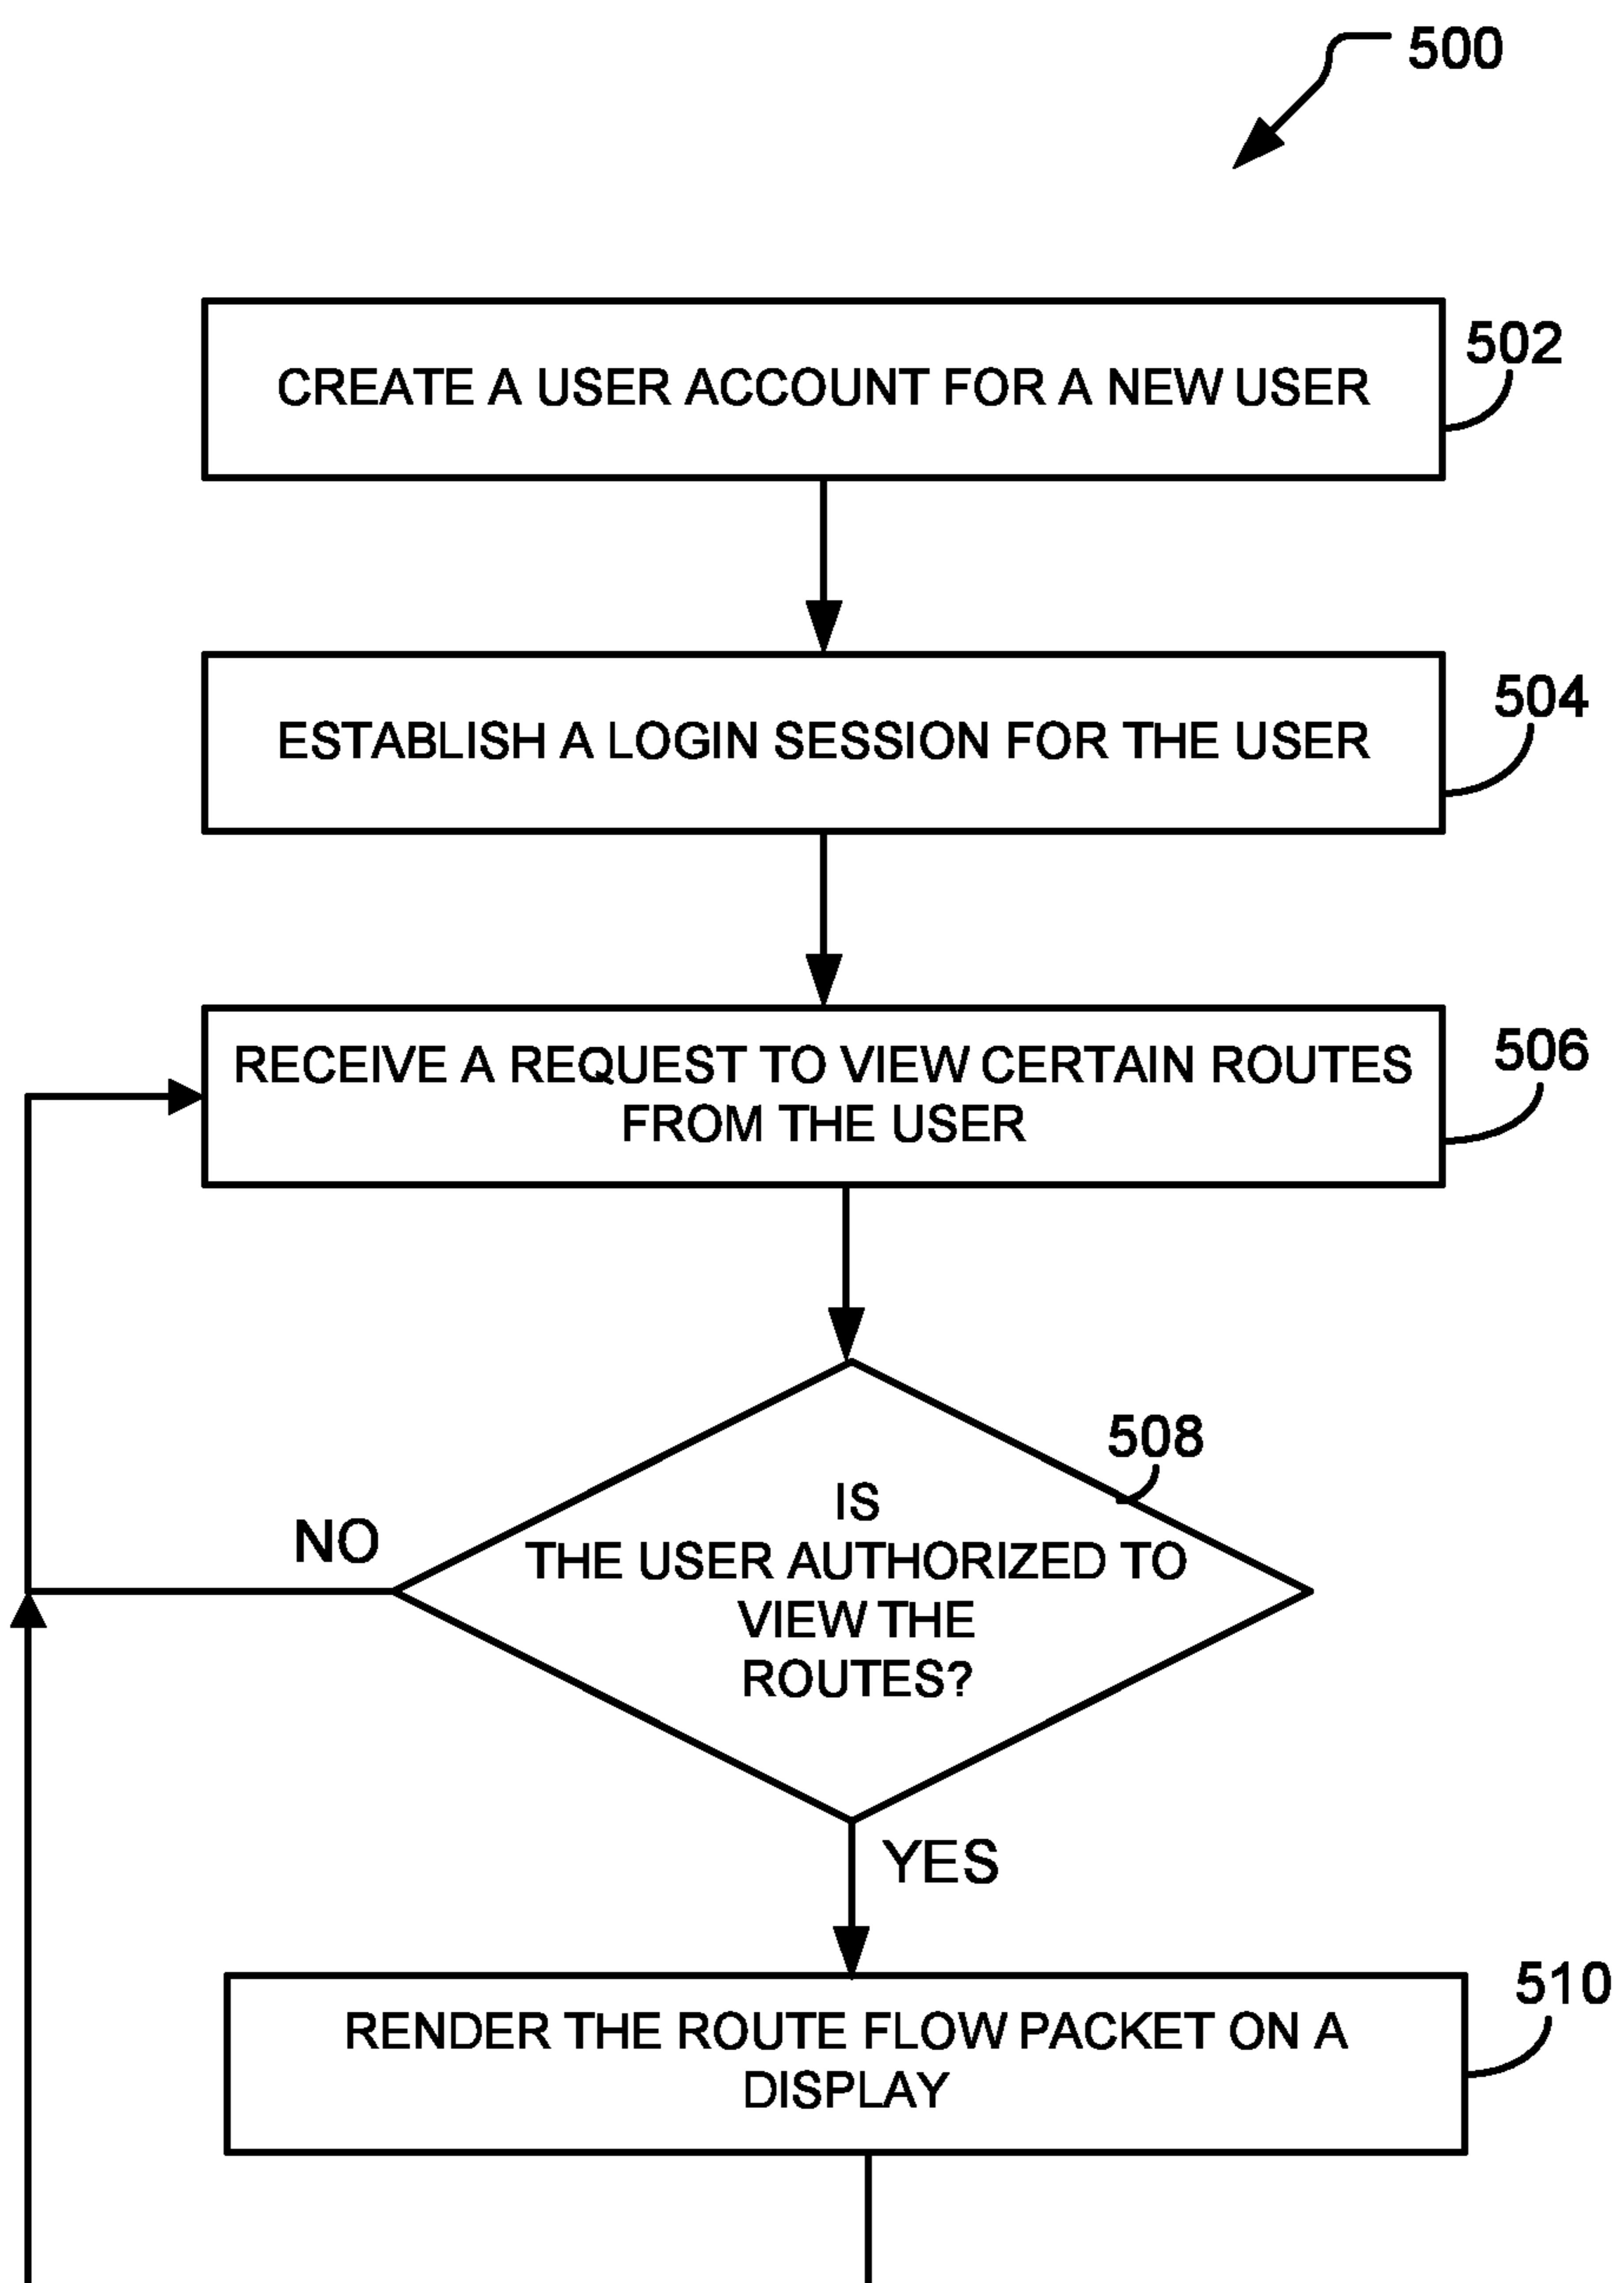 500
CREATE A USER ACCOUNT FOR A NEW USER
502
ESTABLISH A LOGIN SESSION FOR THE USER
504
RECEIVE A REQUEST TO VIEW CERTAIN ROUTES
FROM THE USER
506
508
IS
THE USER AUTHORIZED TO
VIEW THE
ROUTES?
NO
YES
RENDER THE ROUTE FLOW PACKET ON A
DISPLAY
510